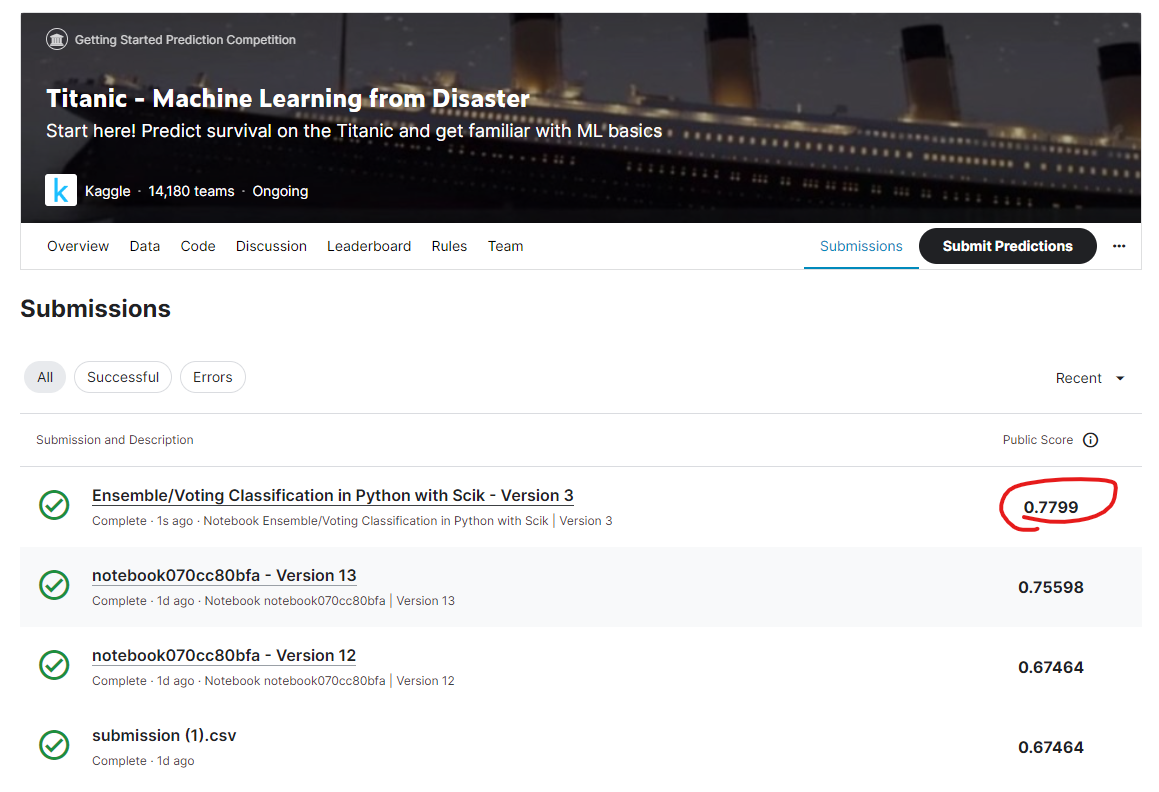 Getting Started Prediction Competition
Titanic - Machine Learning from Disaster
Start here! Predict survival on the Titanic and get familiar with ML basics
k Kaggle · 14,180 teams · Ongoing
Overview Data Code Discussion Leaderboard Rules Team Submissions Submit Predictions ···
Submissions
All Successful Errors Recent
Submission and Description Public Score
Ensemble/Voting Classification in Python with Scik - Version 3
Complete · 1s ago · Notebook Ensemble/Voting Classification in Python with Scik | Version 3
0.7799
notebook070cc80bfa - Version 13
Complete · 1d ago · Notebook notebook070cc80bfa | Version 13
0.75598
notebook070cc80bfa - Version 12
Complete · 1d ago · Notebook notebook070cc80bfa | Version 12
0.67464
submission (1).csv
Complete · 1d ago
0.67464